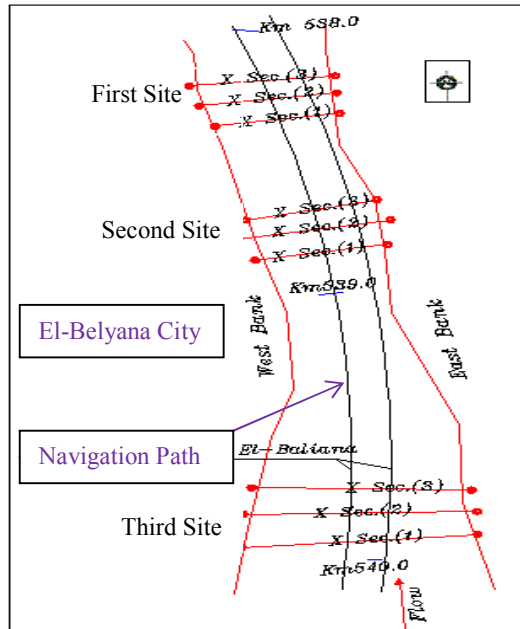 Km 538.0
First Site
X Sec.(3)
X Sec.(2)
X Sec.(1)
Second Site
X Sec.(3)
X Sec.(2)
X Sec.(1)
Km539.0
El-Belyana City
West Bank
East Bank
Navigation Path
El-Baliana
Third Site
X Sec.(3)
X Sec.(2)
X Sec.(1)
Km540.0
Flow